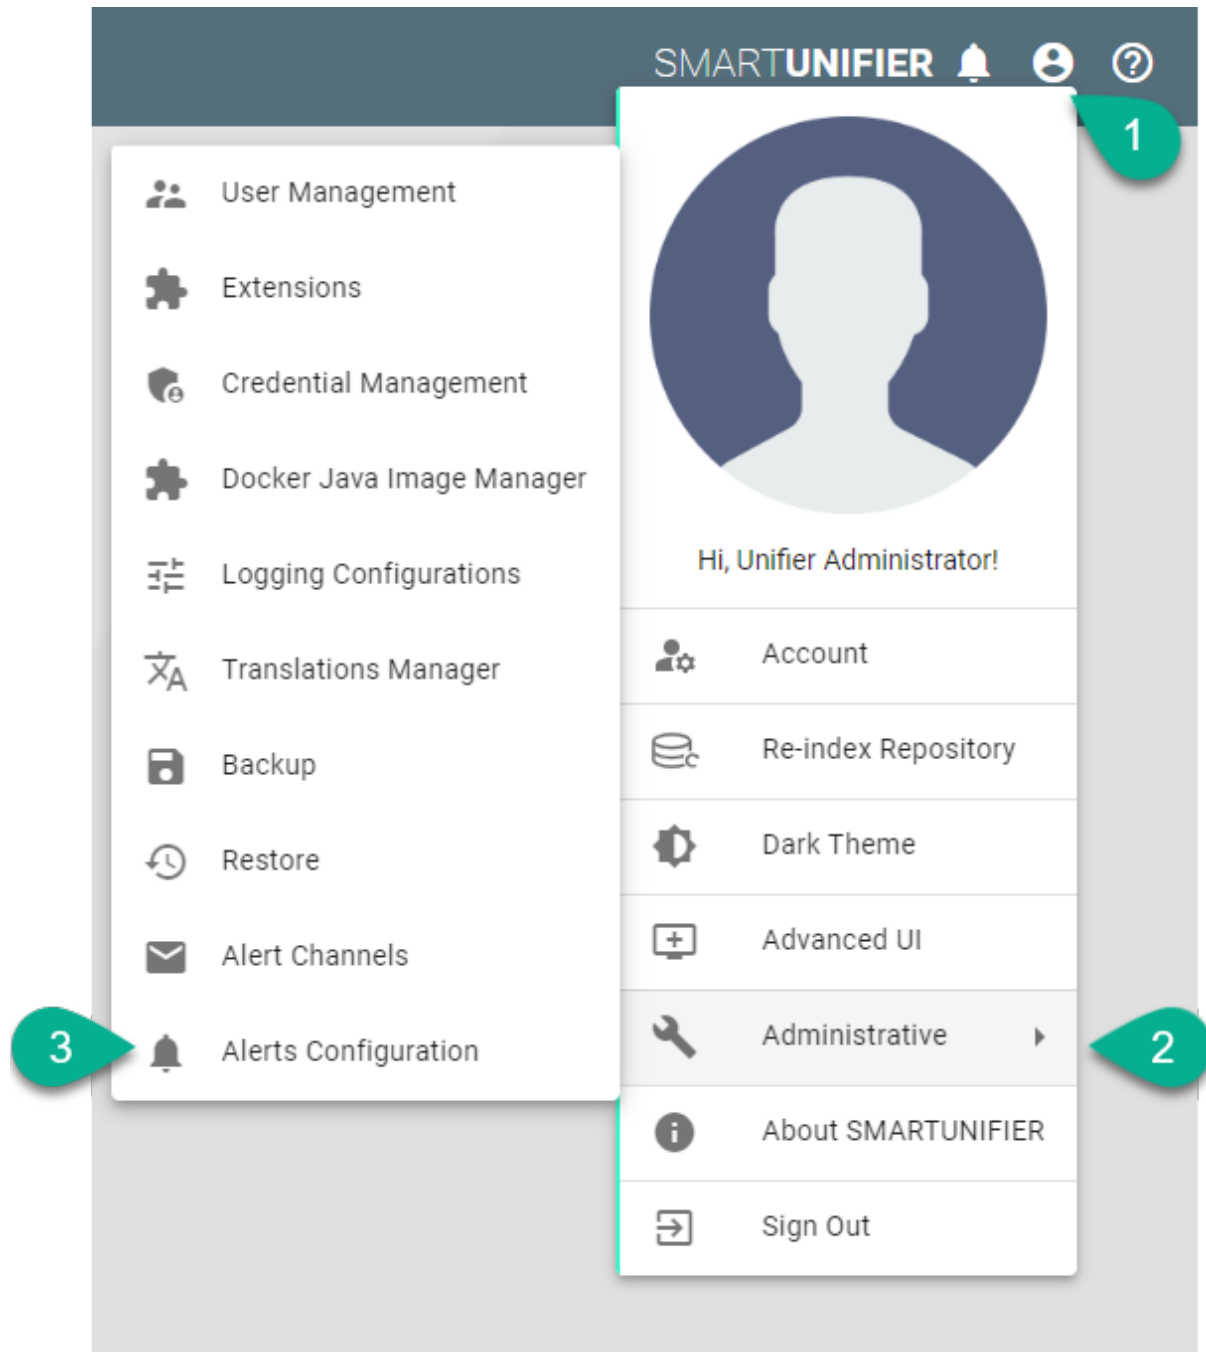 SMARTUNIFIER
1
User Management
Extensions
Credential Management
Docker Java Image Manager
Logging Configurations
Translations Manager
Backup
Restore
Alert Channels
3
Alerts Configuration
Hi, Unifier Administrator!
Account
Re-index Repository
Dark Theme
Advanced UI
Administrative
2
About SMARTUNIFIER
Sign Out